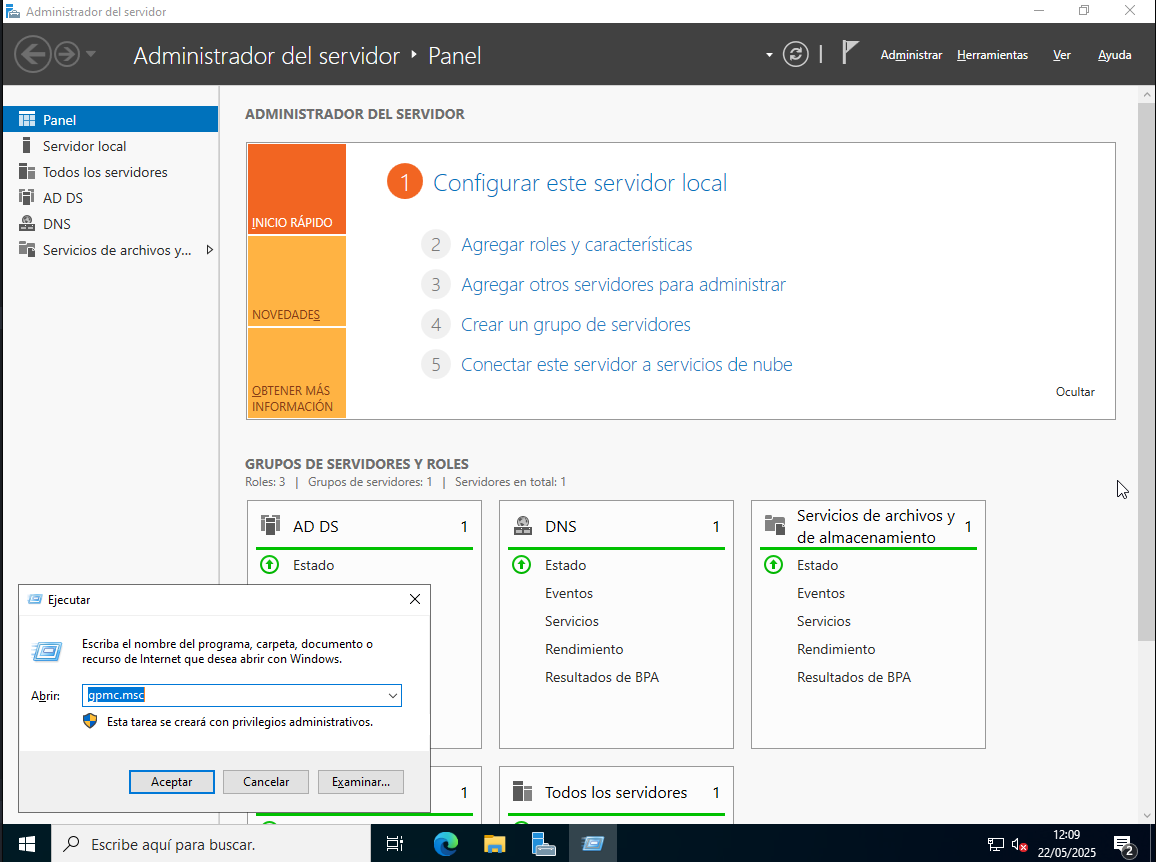 Administrador del servidor
Administrador del servidor ‣ Panel
Administrar
Herramientas
Ver
Ayuda
Panel
Servidor local
Todos los servidores
AD DS
DNS
Servicios de archivos y...
ADMINISTRADOR DEL SERVIDOR
INICIO RÁPIDO
NOVEDADES
OBTENER MÁS
INFORMACIÓN
1 Configurar este servidor local
2 Agregar roles y características
3 Agregar otros servidores para administrar
4 Crear un grupo de servidores
5 Conectar este servidor a servicios de nube
Ocultar
GRUPOS DE SERVIDORES Y ROLES
Roles: 3 | Grupos de servidores: 1 | Servidores en total: 1
AD DS 1
Estado
DNS 1
Estado
Eventos
Servicios
Rendimiento
Resultados de BPA
Servicios de archivos y
de almacenamiento 1
Estado
Eventos
Servicios
Rendimiento
Resultados de BPA
1
Todos los servidores 1
Ejecutar
Escriba el nombre del programa, carpeta, documento o
recurso de Internet que desea abrir con Windows.
Abrir: gpmc.msc
Esta tarea se creará con privilegios administrativos.
Aceptar
Cancelar
Examinar...
Escribe aquí para buscar.
12:09
22/05/2025
2